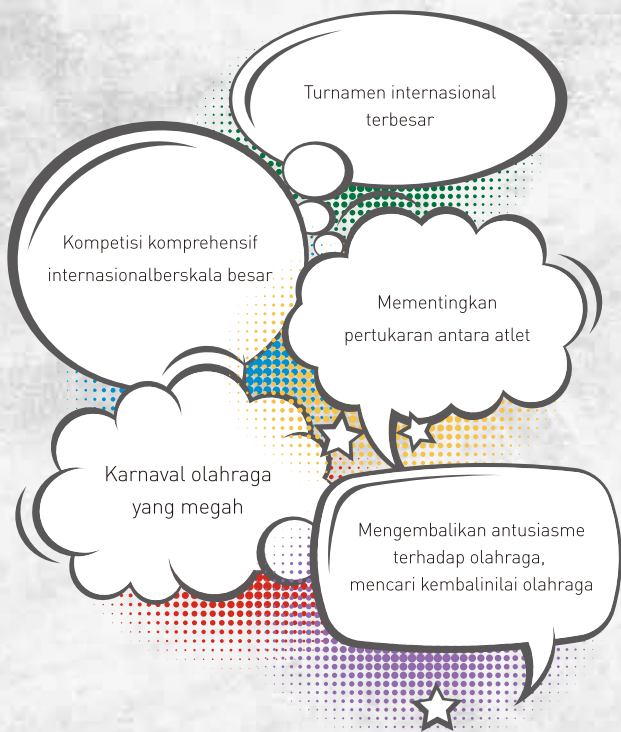 Turnamen internasional
terbesar
Kompetisi komprehensif
internasionalberskala besar
Mementingkan
pertukaran antara atlet
Karnaval olahraga
yang megah
Mengembalikan antusiasme
terhadap olahraga,
mencari kembalinilai olahraga